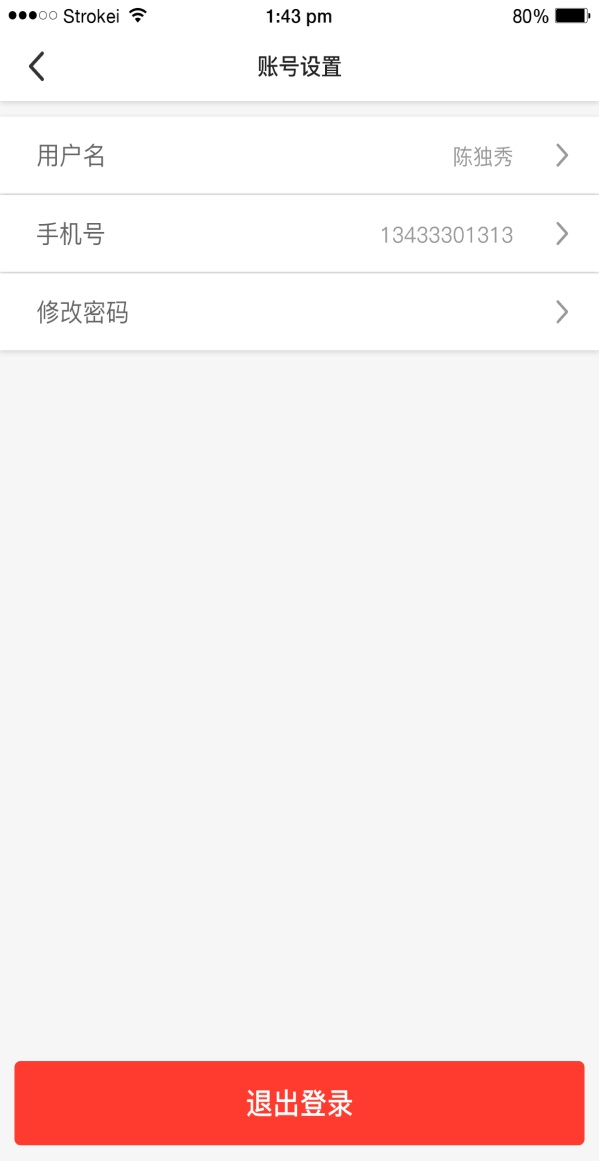 Strokei 1:43 pm 80%
账号设置
用户名 陈独秀
手机号 13433301313
修改密码
退出登录